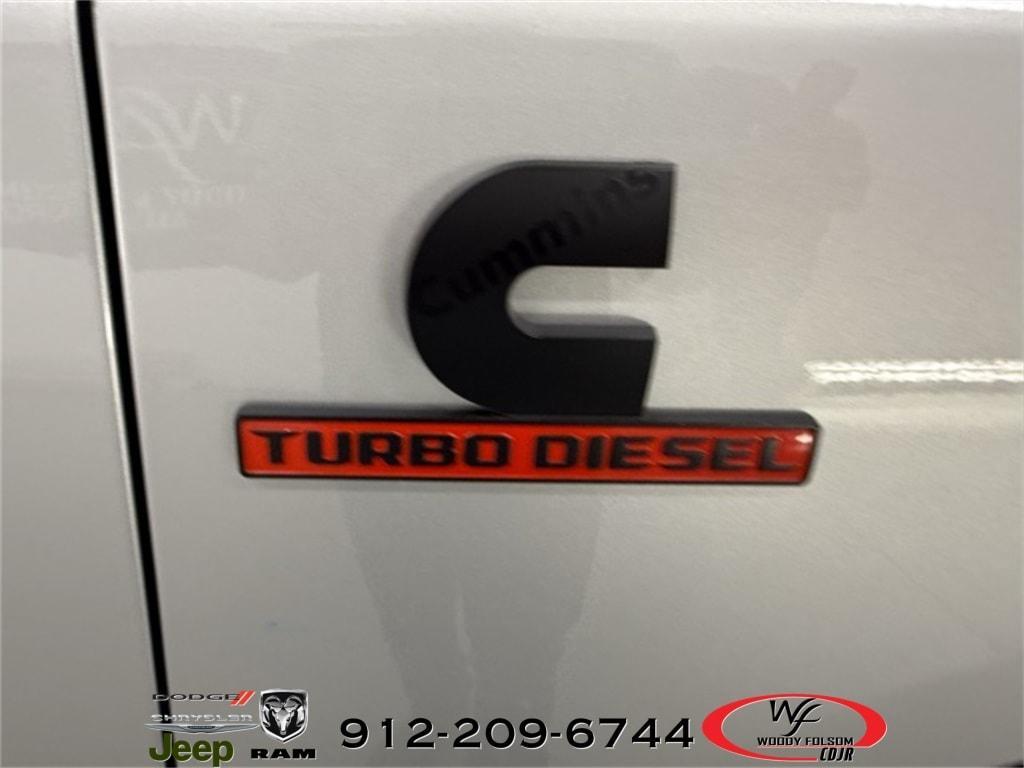 Cummins
TURBO DIESEL
DODGE
CHRYSLER
Jeep RAM
912-209-6744
WF
WOODY FOLSOM
CDJR